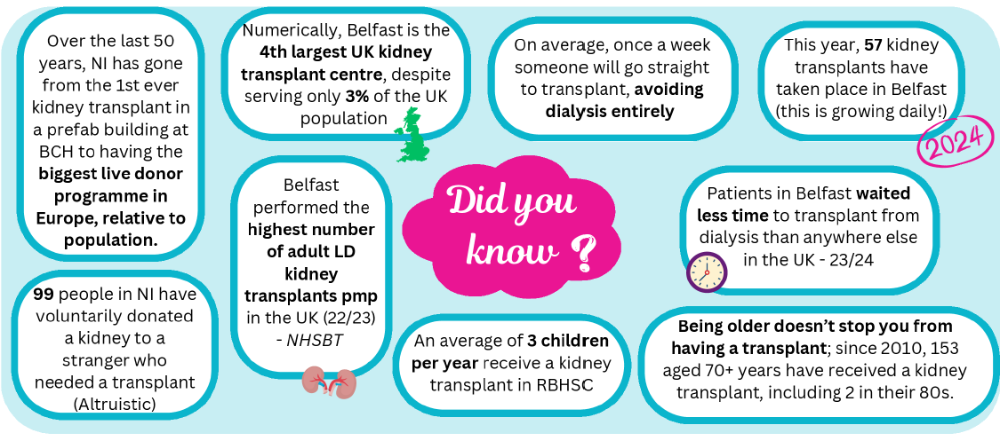 Over the last 50
years, NI has gone
from the 1st ever
kidney transplant in
a prefab building at
BCH to having the
biggest live donor
programme in
Europe, relative to
population.
Numerically, Belfast is the
4th largest UK kidney
transplant centre, despite
serving only 3% of the UK
population
On average, once a week
someone will go straight
to transplant, avoiding
dialysis entirely
This year, 57 kidney
transplants have
taken place in Belfast
(this is growing daily!)
2024
Belfast
performed the
highest number
of adult LD
kidney
transplants pmp
in the UK (22/23)
- NHSBT
Did you
know ?
Patients in Belfast waited
less time to transplant from
dialysis than anywhere else
in the UK - 23/24
99 people in NI have
voluntarily donated
a kidney to a
stranger who
needed a transplant
(Altruistic)
An average of 3 children
per year receive a kidney
transplant in RBHSC
Being older doesn't stop you from
having a transplant; since 2010, 153
aged 70+ years have received a kidney
transplant, including 2 in their 80s.